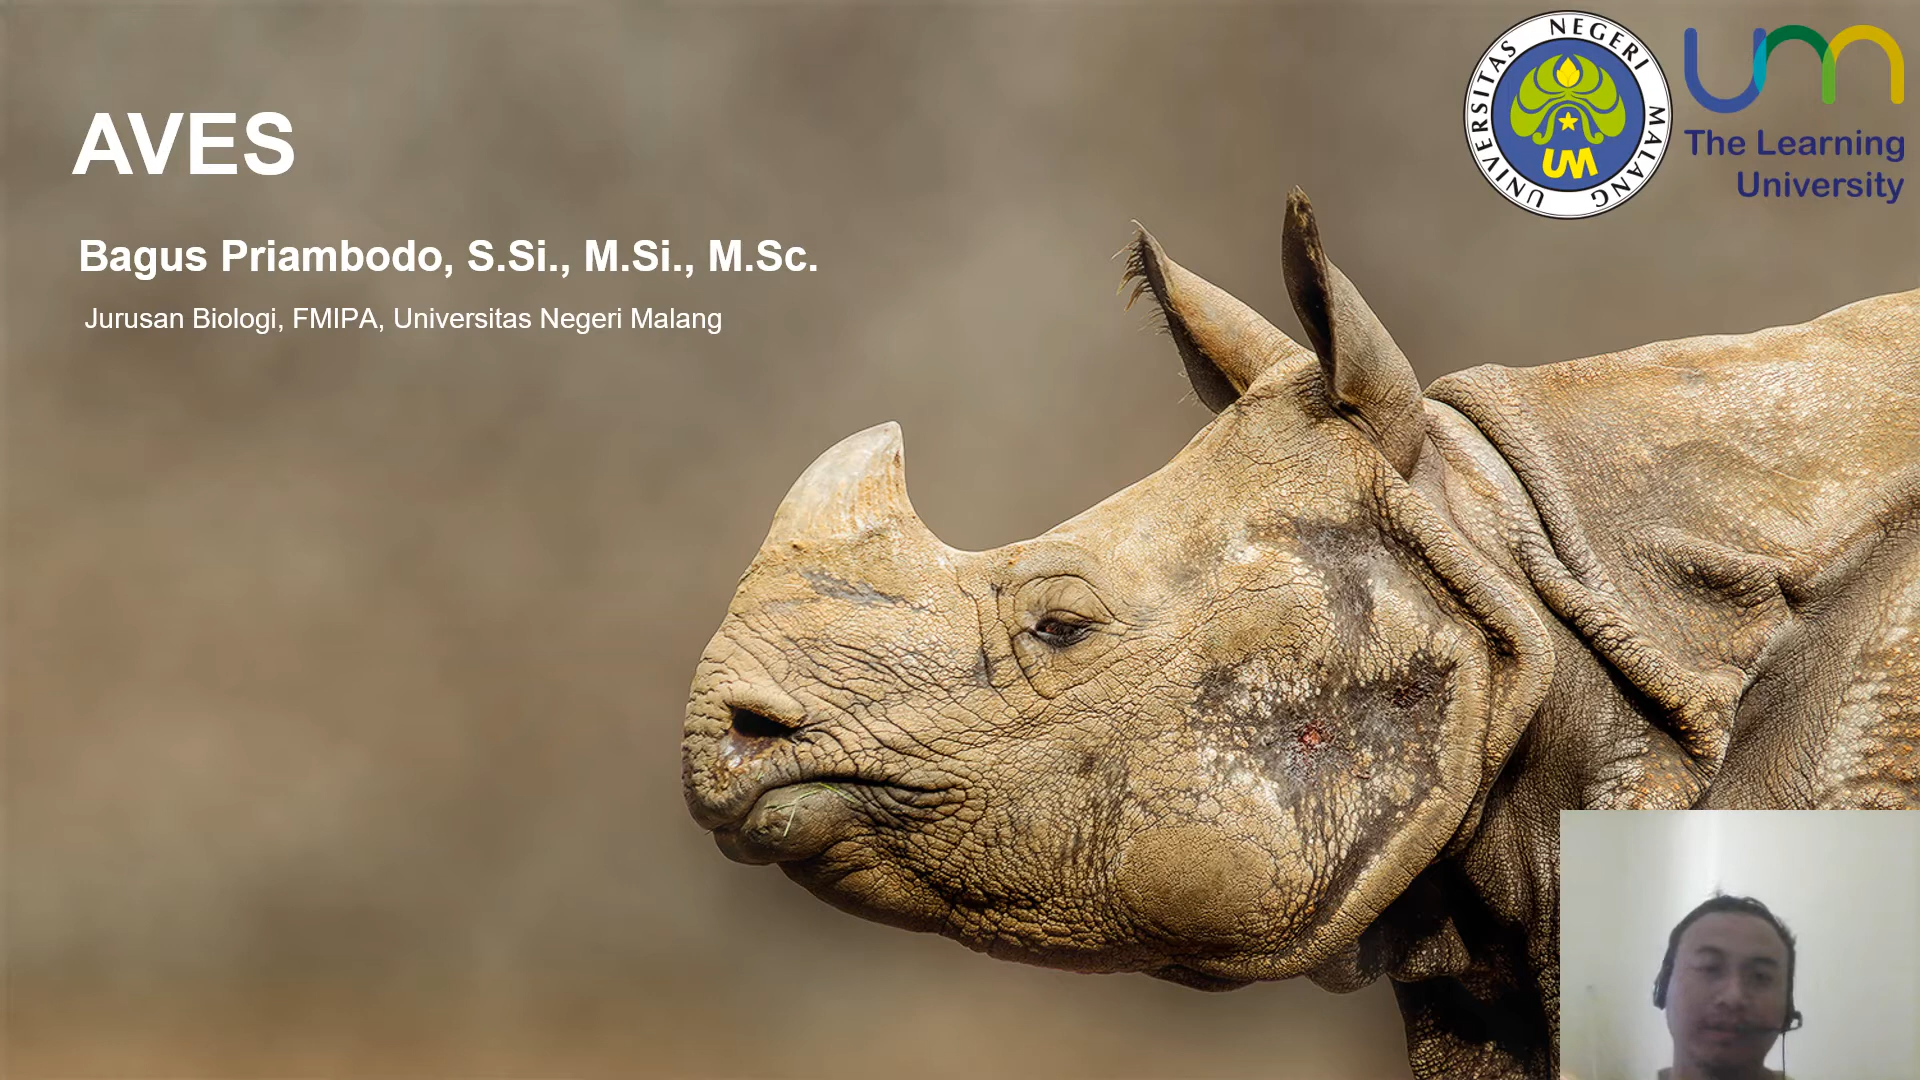 AVES
Bagus Priambodo, S.Si., M.Si., M.Sc.
Jurusan Biologi, FMIPA, Universitas Negeri Malang
UNIVERSITAS NEGERI MALANG
UM
um
The Learning
University